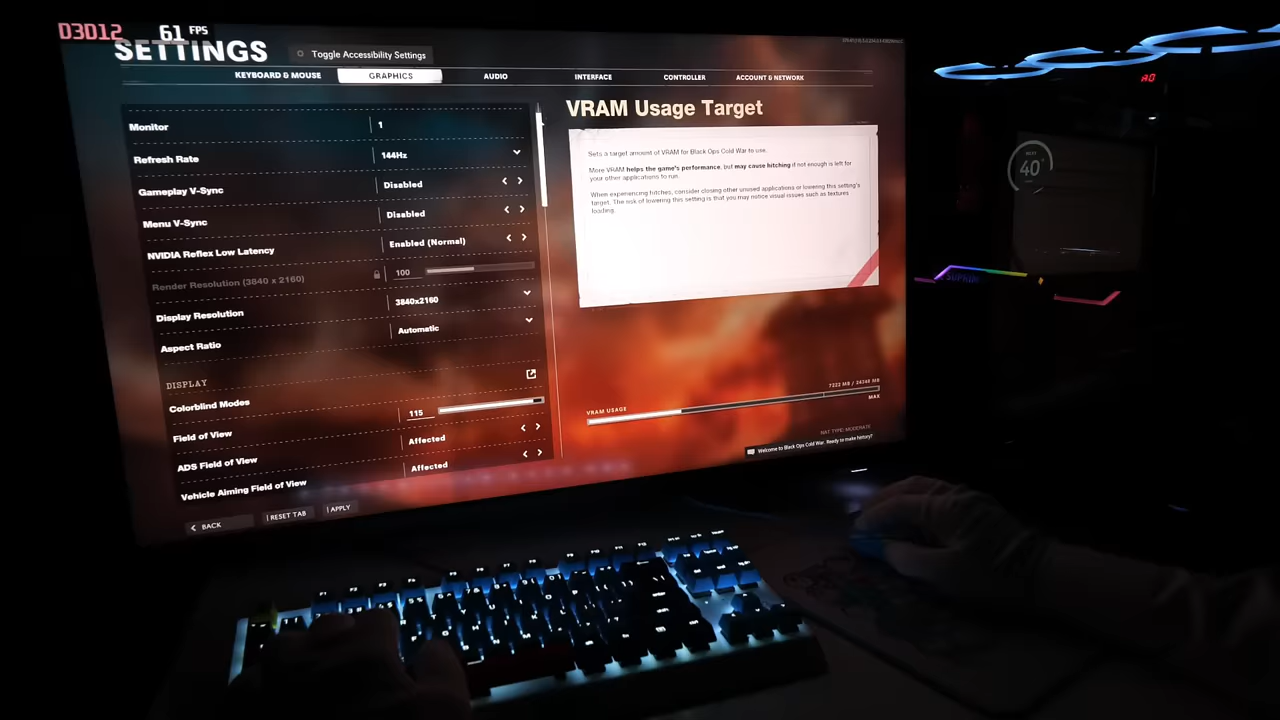 D3D12 61 FPS
SETTINGS
Toggle Accessibility Settings
KEYBOARD & MOUSE
GRAPHICS
AUDIO
INTERFACE
CONTROLLER
ACCOUNT & NETWORK
Monitor 1
Refresh Rate 144Hz
Gameplay V-Sync Disabled
Menu V-Sync Disabled
NVIDIA Reflex Low Latency Enabled (Normal)
Render Resolution (3840 x 2160) 100
Display Resolution 3840x2160
Aspect Ratio Automatic
DISPLAY
Colorblind Modes
Field of View 115
ADS Field of View Affected
Vehicle Aiming Field of View Affected
BACK
RESET TAB
APPLY
VRAM Usage Target
Sets a target amount of VRAM for Black Ops Cold War to use.
More VRAM helps the game's performance, but may cause hitching if not enough is left for
your other applications to run.
When experiencing hitches, consider closing other unused applications or lowering this setting's
target. The risk of lowering this setting is that you may notice visual issues such as textures
loading.
VRAM USAGE
MAX
NAT TYPE: MODERATE
Welcome to Black Ops Cold War. Ready to make history?
A0
NZXT
40°
SUPRIM